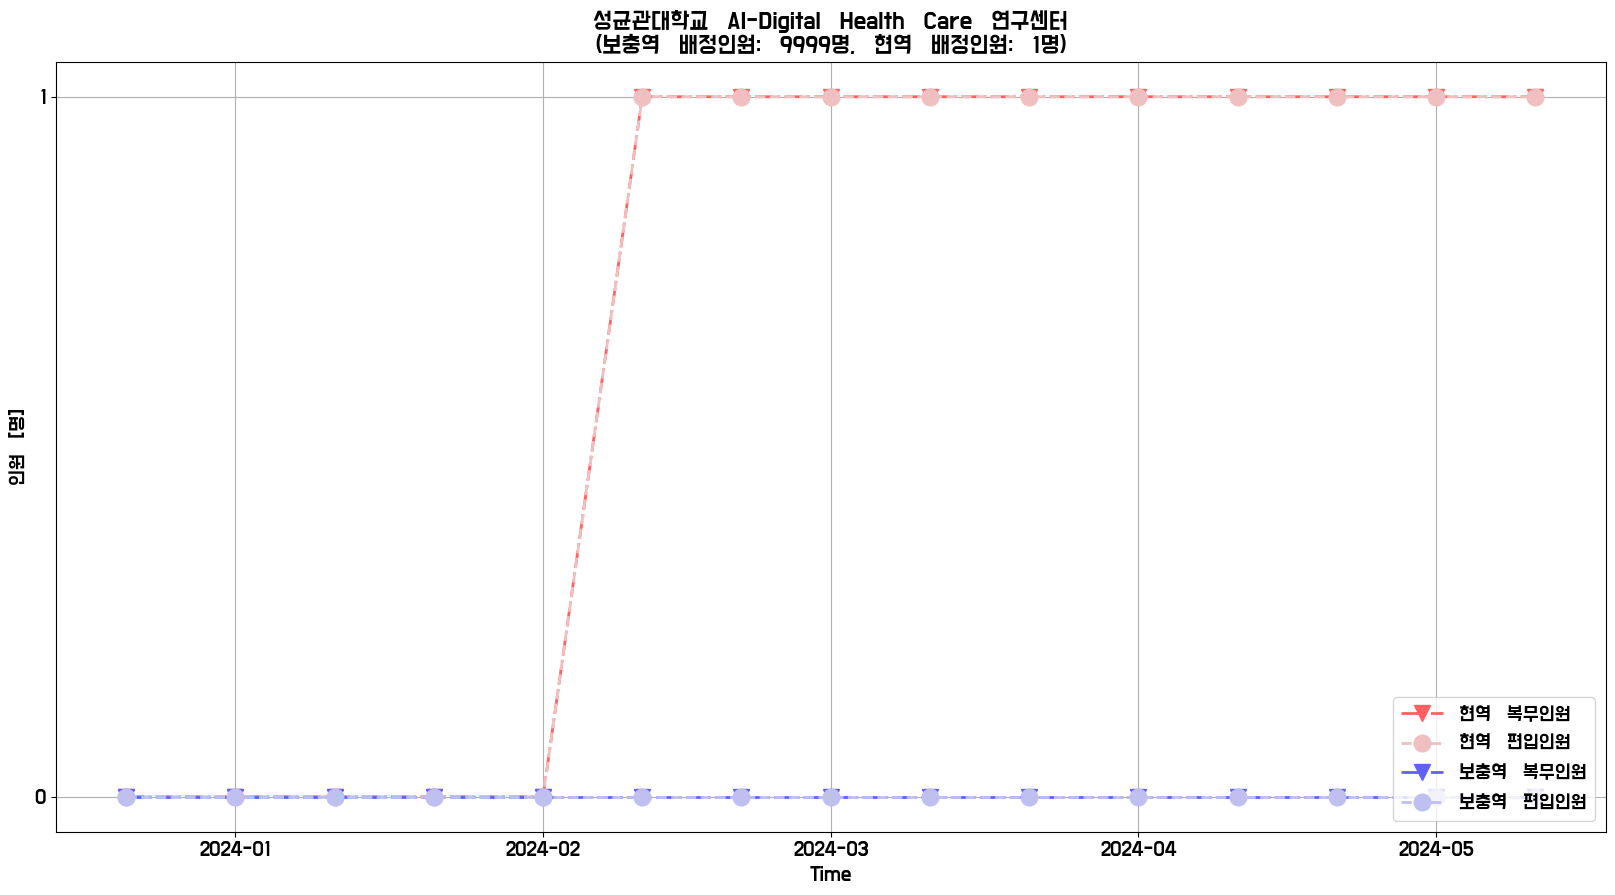 성균관대학교 AI-Digital Health Care 연구센터
(보충역 배정인원: 9999명, 현역 배정인원: 1명)
1
인원 [명]
0
현역 복무인원
현역 편입인원
보충역 복무인원
보충역 편입인원
2024-01 2024-02 2024-03 2024-04 2024-05
Time